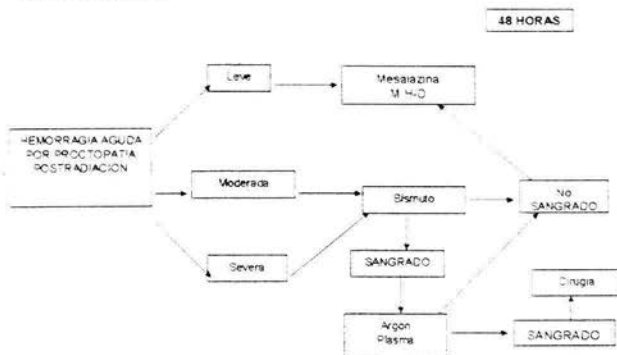 48 HORAS
Leve
Mesalazina
M H-O
HEMORRAGIA AGUDA
POR PROCTOPATIA
POSTRADIACION
Moderada
Bismuto
No
SANGRADO
Severa
SANGRADO
Cirugia
Argon
Plasma
SANGRADO